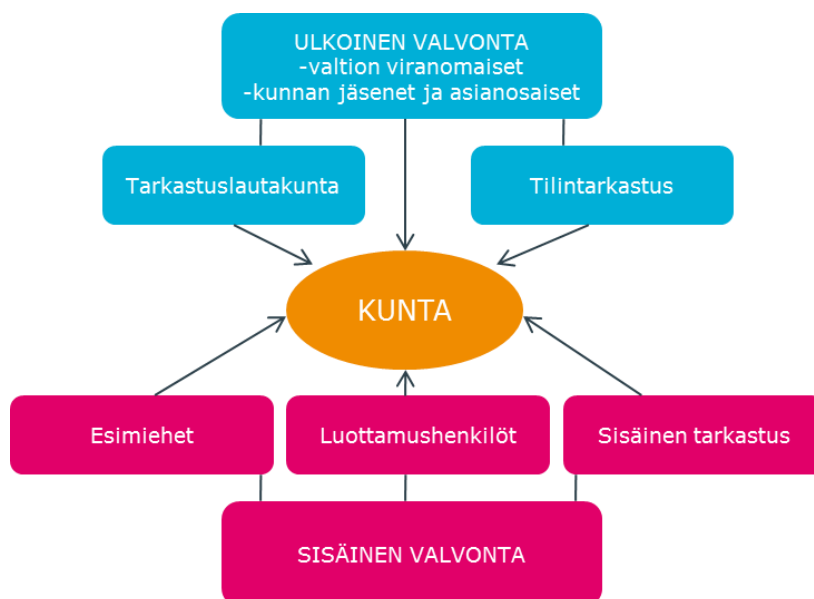 ULKOINEN VALVONTA
-valtion viranomaiset
-kunnan jäsenet ja asianosaiset
Tarkastuslautakunta
Tilintarkastus
KUNTA
Esimiehet
Luottamushenkilöt
Sisäinen tarkastus
SISÄINEN VALVONTA